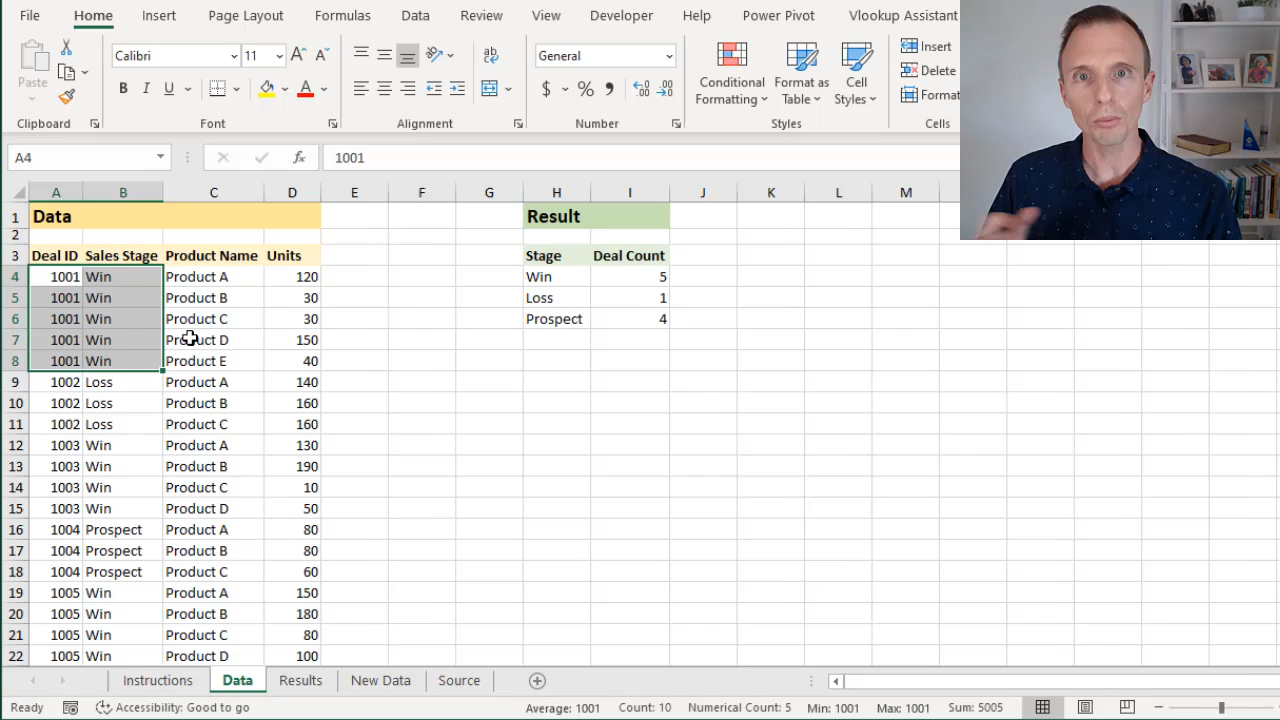 File Home Insert Page Layout Formulas Data Review View Developer Help Power Pivot Vlookup Assistant
Paste
Clipboard
Calibri 11 A A
B I U A
Font
ab
Alignment
General
$ % 9
Number
Conditional Formatting
Format as Table
Cell Styles
Styles
Insert
Delete
Format
Cells
A4 fx 1001
A B C D E F G H I J K L M
1 Data Result
2
3 Deal ID Sales Stage Product Name Units Stage Deal Count
4 1001 Win Product A 120 Win 5
5 1001 Win Product B 30 Loss 1
6 1001 Win Product C 30 Prospect 4
7 1001 Win Product D 150
8 1001 Win Product E 40
9 1002 Loss Product A 140
10 1002 Loss Product B 160
11 1002 Loss Product C 160
12 1003 Win Product A 130
13 1003 Win Product B 190
14 1003 Win Product C 10
15 1003 Win Product D 50
16 1004 Prospect Product A 80
17 1004 Prospect Product B 80
18 1004 Prospect Product C 60
19 1005 Win Product A 150
20 1005 Win Product B 180
21 1005 Win Product C 80
22 1005 Win Product D 100
Instructions Data Results New Data Source
Ready Accessibility: Good to go Average: 1001 Count: 10 Numerical Count: 5 Min: 1001 Max: 1001 Sum: 5005